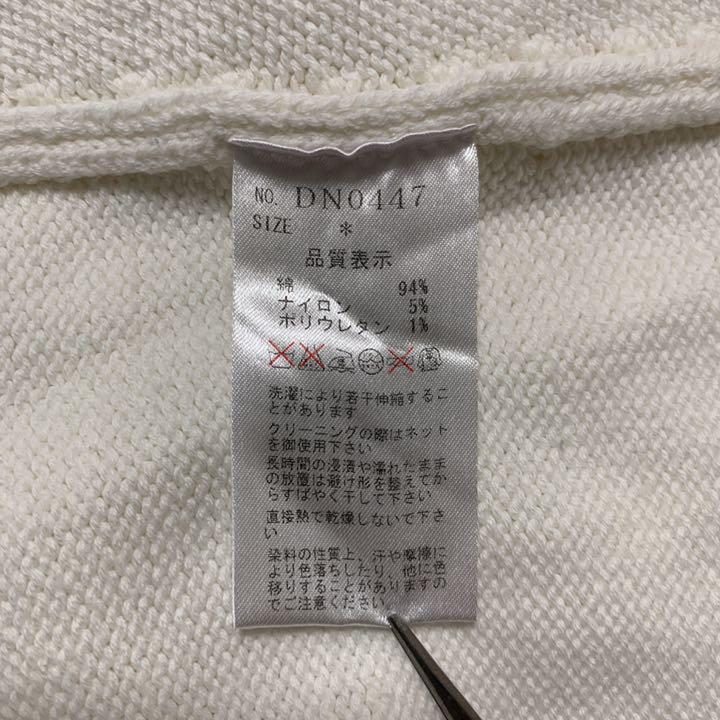 NO. DN0447
SIZE *
品質表示
綿 94%
ナイロン 5%
ポリウレタン 1%
洗濯により若干伸縮するこ
とがあります
クリーニングの際はネット
を御使用下さい
長時間の浸漬や濡れたまま
の放置は避け形を整えてか
らすばやく干して下さい
直接熱で乾燥しないで下さ
い
染料の性質上、汗や摩擦に
より色落ちしたり、他に色
移りすることがありますの
でご注意ください。